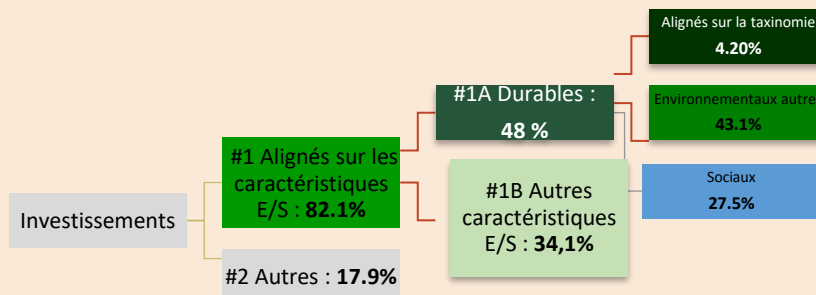 Investissements
#1 Alignés sur les
caractéristiques
E/S : 82.1%
#2 Autres : 17.9%
#1A Durables :
48 %
#1B Autres
caractéristiques
E/S : 34,1%
Alignés sur la taxinomie
4.20%
Environnementaux autre
43.1%
Sociaux
27.5%